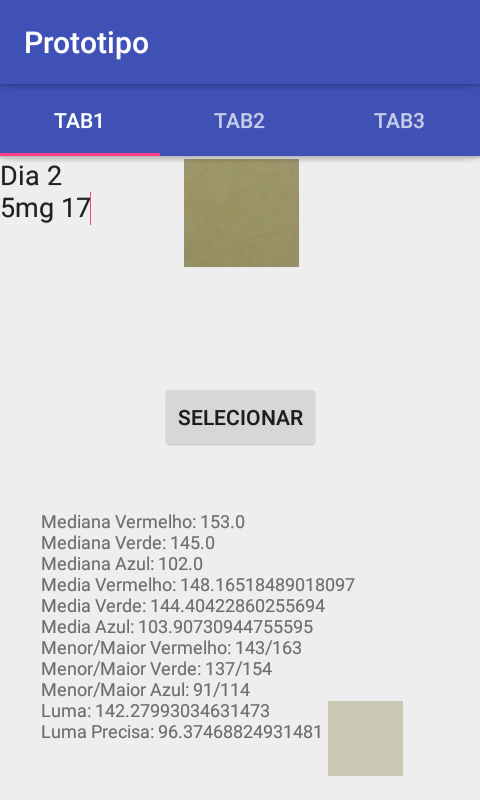 Prototipo
TAB1 TAB2 TAB3
Dia 2
5mg 17
SELECIONAR
Mediana Vermelho: 153.0
Mediana Verde: 145.0
Mediana Azul: 102.0
Media Vermelho: 148.16518489018097
Media Verde: 144.40422860255694
Media Azul: 103.90730944755595
Menor/Maior Vermelho: 143/163
Menor/Maior Verde: 137/154
Menor/Maior Azul: 91/114
Luma: 142.27993034631473
Luma Precisa: 96.37468824931481